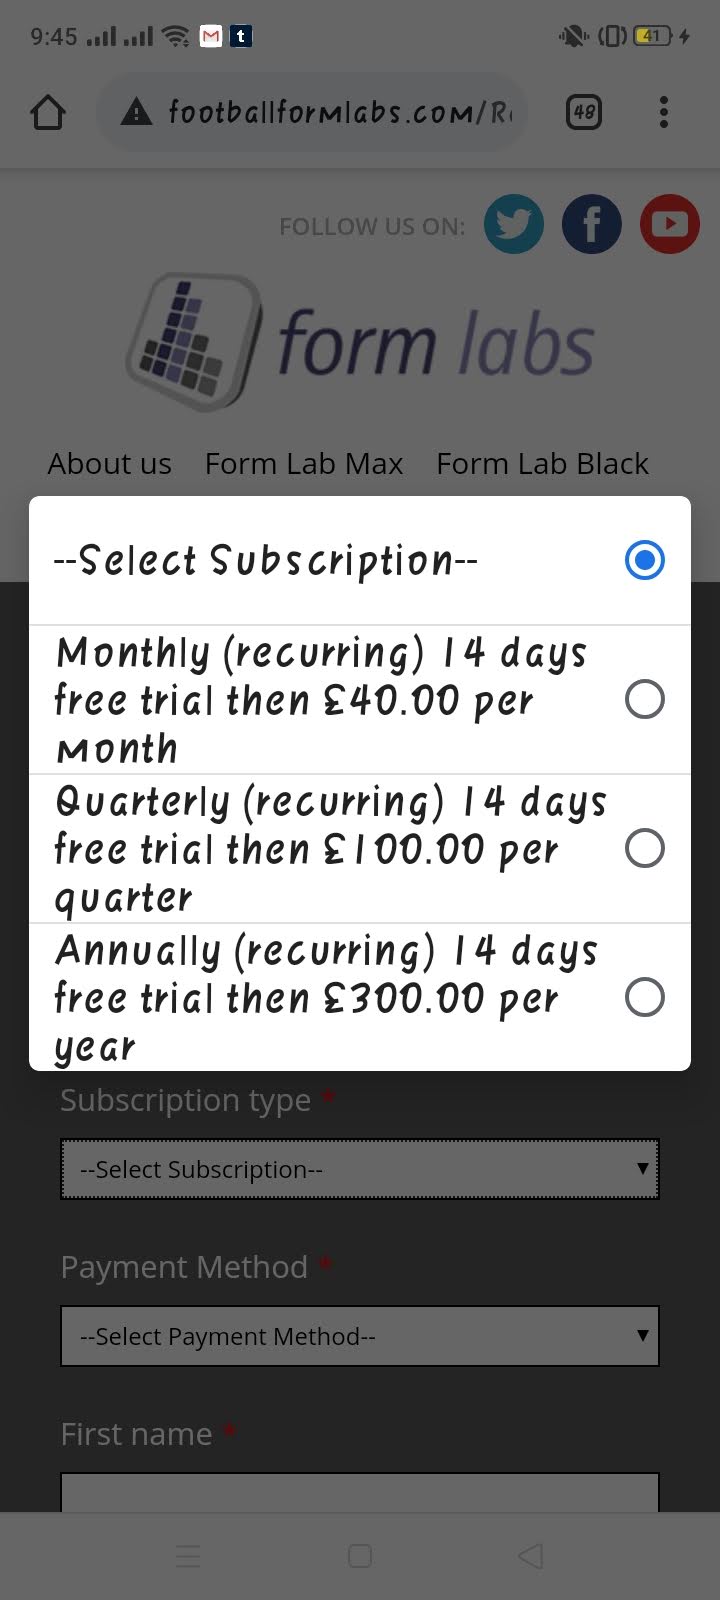 9:45
t
41
footballformlabs.com/R
48
FOLLOW US ON:
f
form labs
About us Form Lab Max Form Lab Black
--Select Subscription--
Monthly (recurring) 14 days
free trial then £40.00 per
month
Quarterly (recurring) 14 days
free trial then £100.00 per
quarter
Annually (recurring) 14 days
free trial then £300.00 per
year
Subscription type *
--Select Subscription--
Payment Method *
--Select Payment Method--
First name *